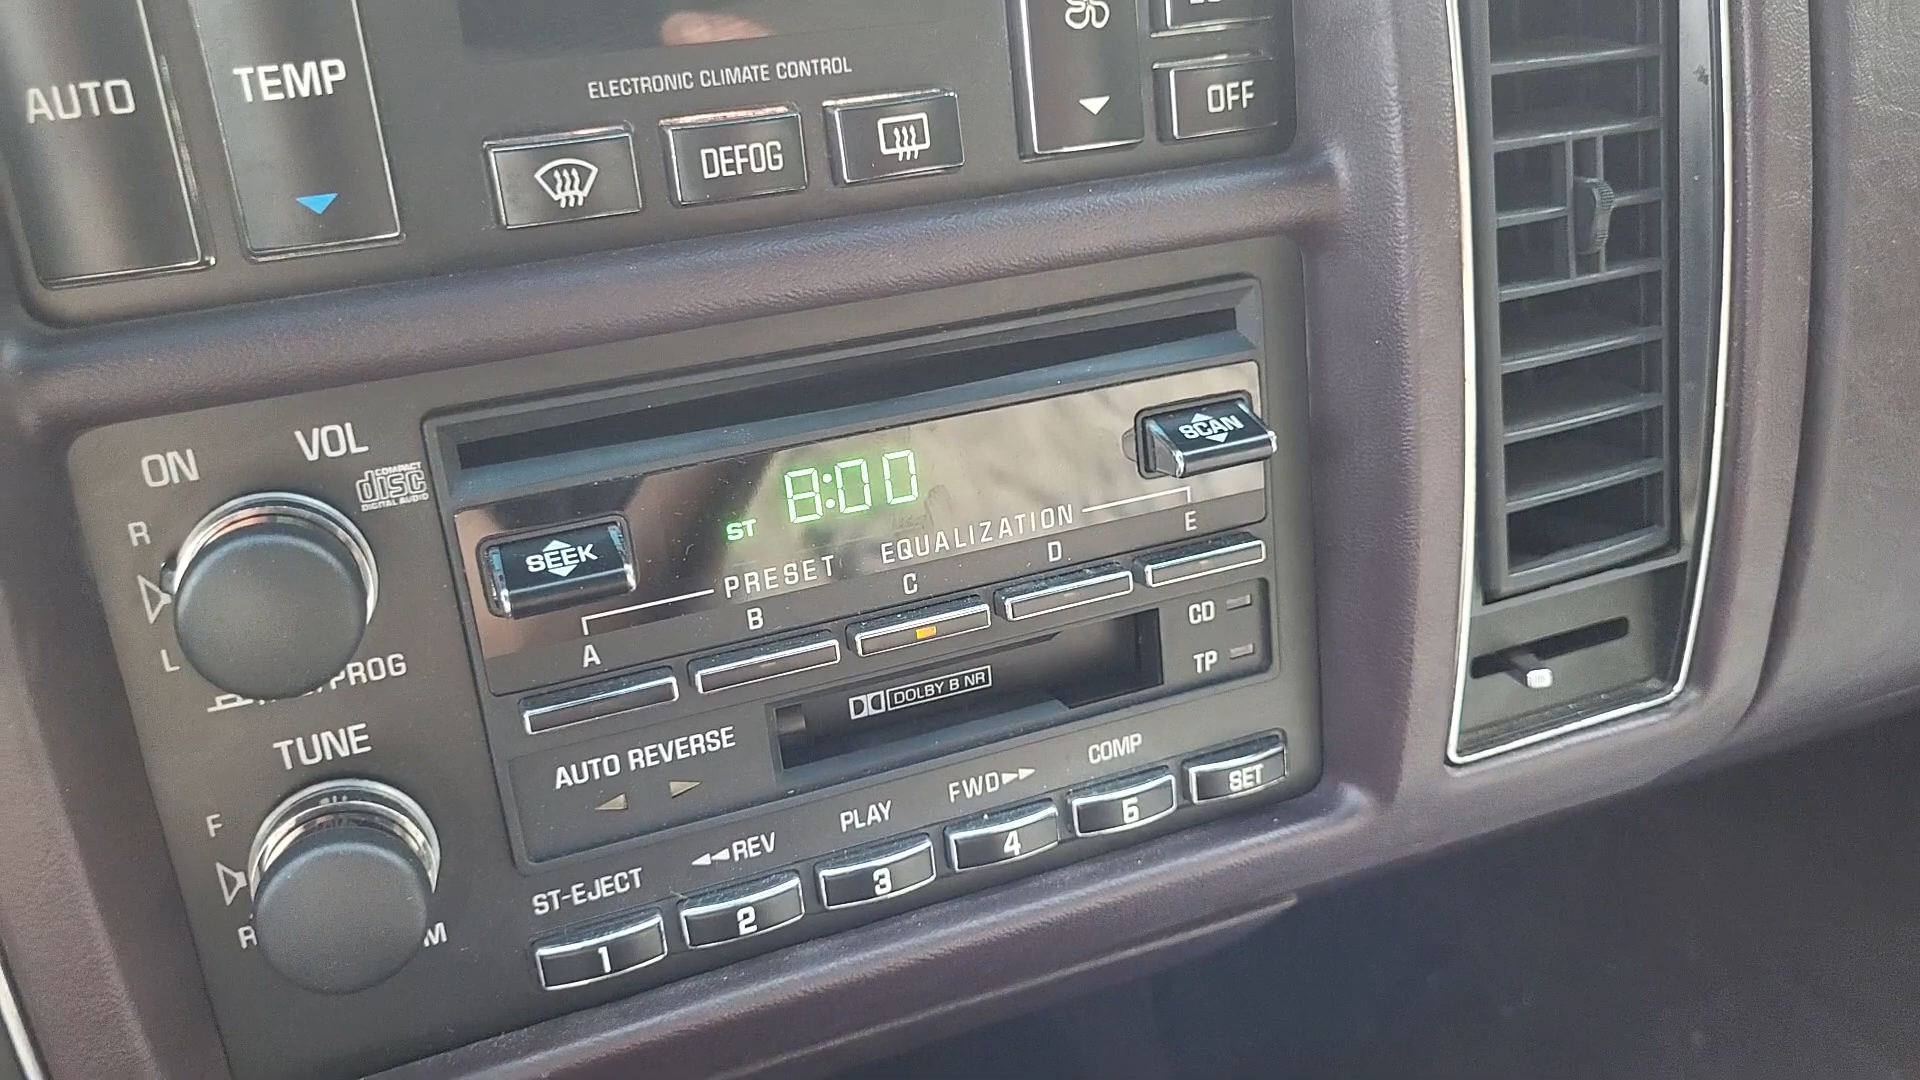 AUTO
TEMP
ELECTRONIC CLIMATE CONTROL
DEFOG
OFF
ON
VOL
COMPACT
disc
DIGITAL AUDIO
R
L
PROG
SEEK
ST
8:00
SCAN
PRESET EQUALIZATION
A
B
C
D
E
CD
TP
DOLBY B NR
AUTO REVERSE
TUNE
F
R
ST-EJECT
REV
PLAY
FWD
COMP
1
2
3
4
5
SET